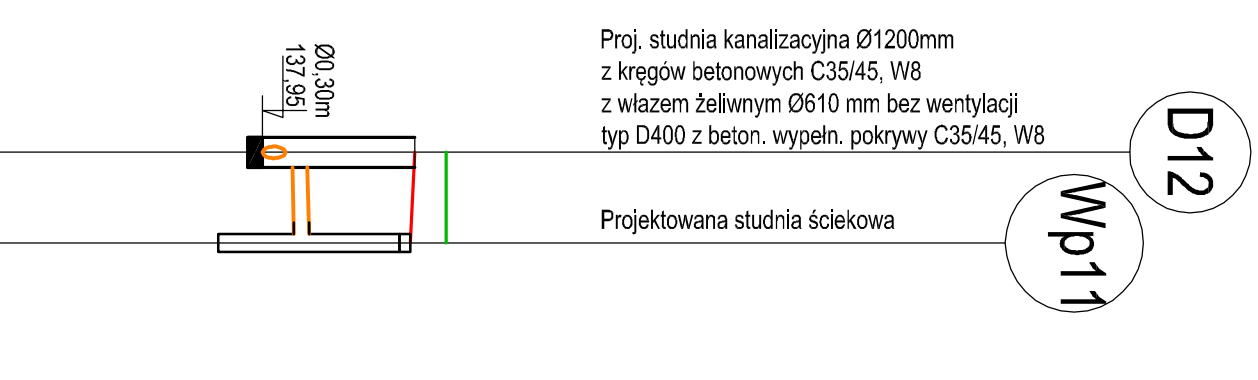 Ø0,30m
137,95
Proj. studnia kanalizacyjna Ø1200mm
z kręgów betonowych C35/45, W8
z włazem żeliwnym Ø610 mm bez wentylacji
typ D400 z beton. wypełn. pokrywy C35/45, W8
D12
Projektowana studnia ściekowa
Wp11